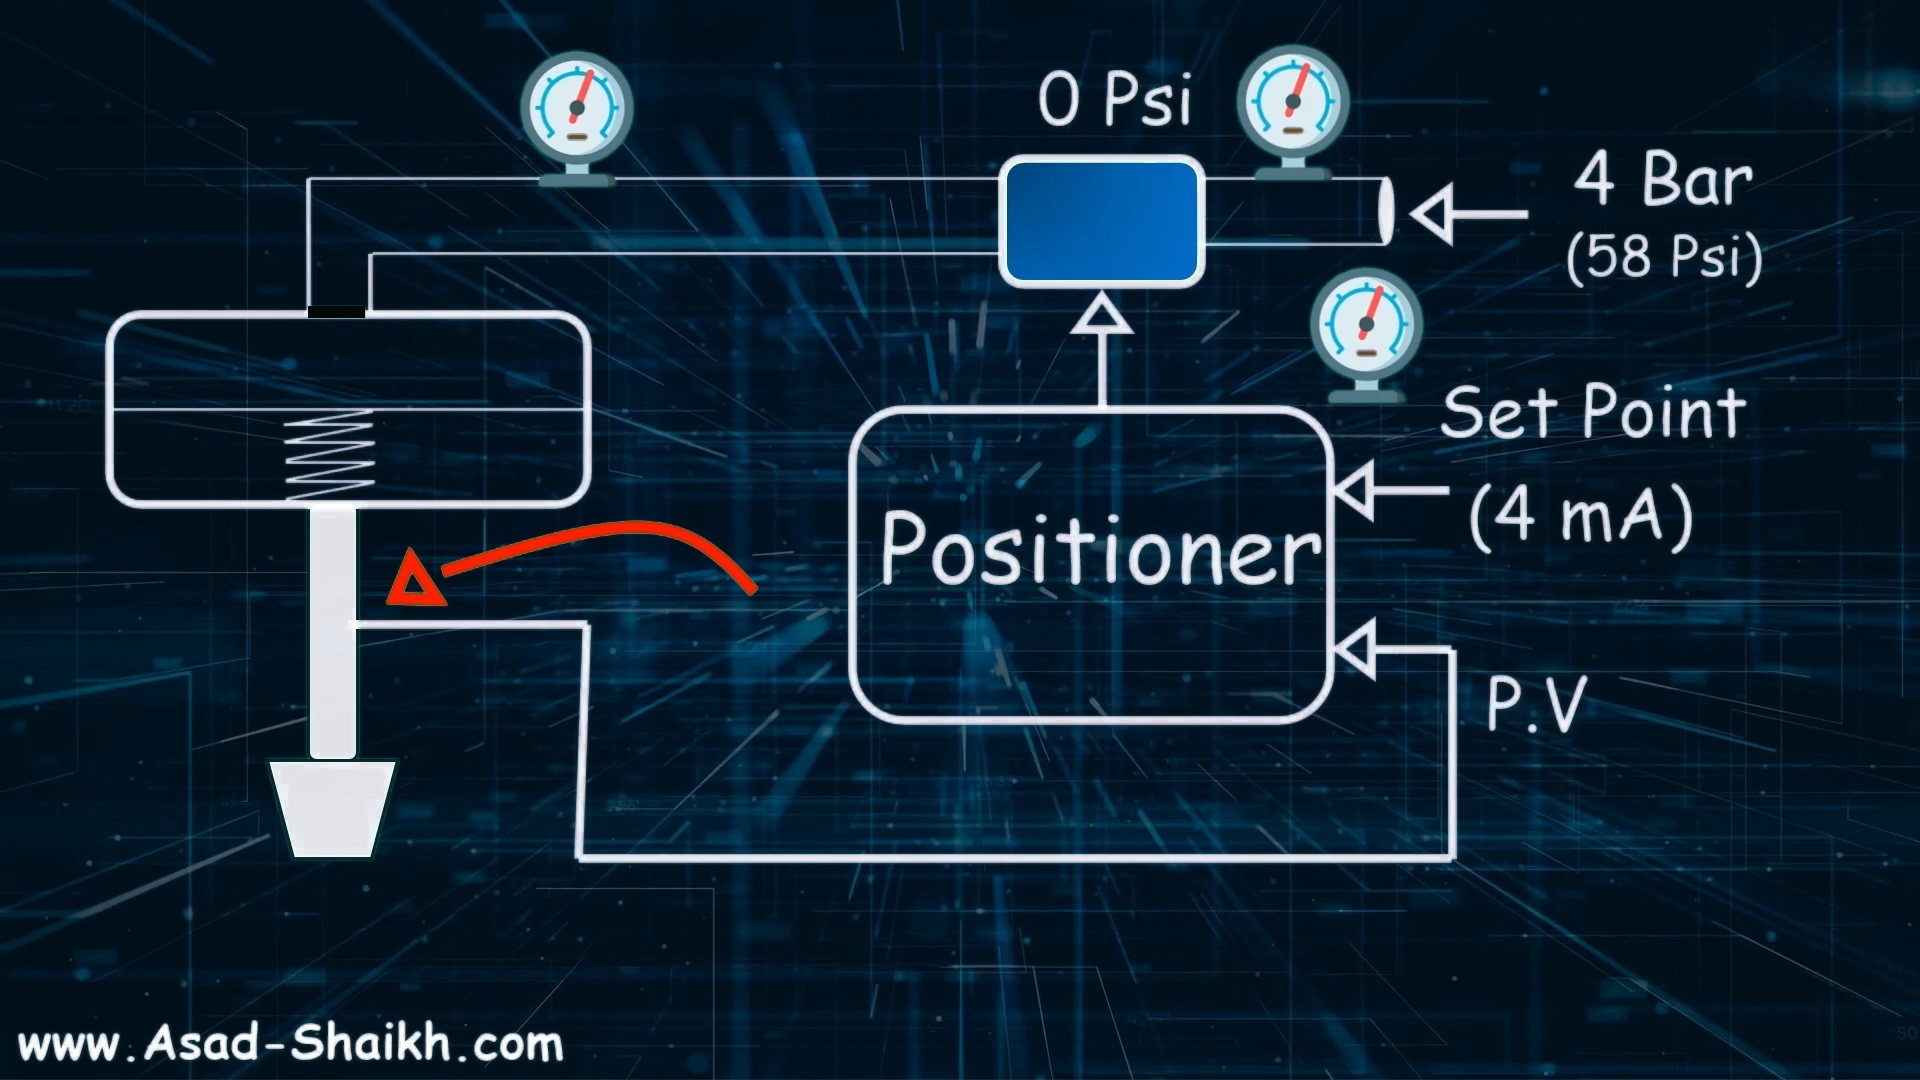 0 Psi
4 Bar
(58 Psi)
Set Point
(4 mA)
Positioner
P.V
www.Asad-Shaikh.com